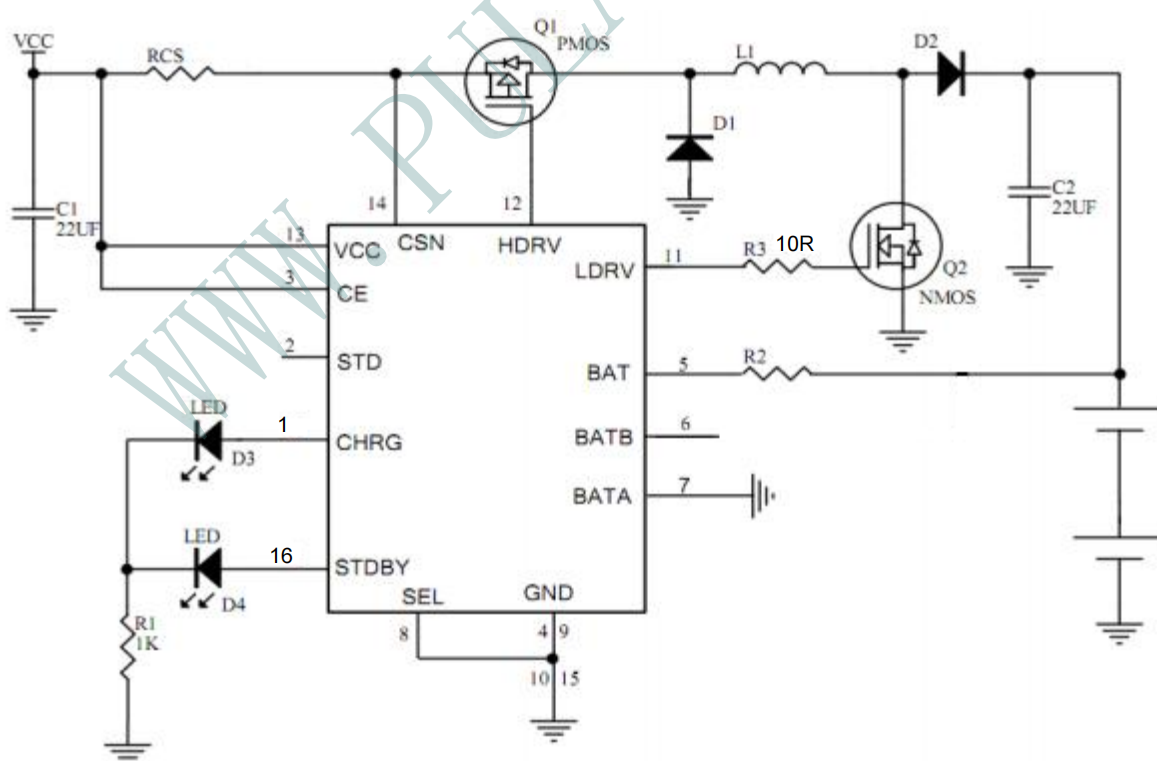 Q1
PMOS
VCC
RCS
L1
D2
D1
C1
22UF
C2
22UF
14
12
13
VCC
CSN
HDRV
LDRV
11
R3
10R
Q2
NMOS
3
CE
2
STD
BAT
5
R2
LED
1
CHRG
D3
BATB
6
BATA
7
LED
16
STDBY
D4
SEL
GND
R1
1K
8
4
9
10
15
WWW. PUL